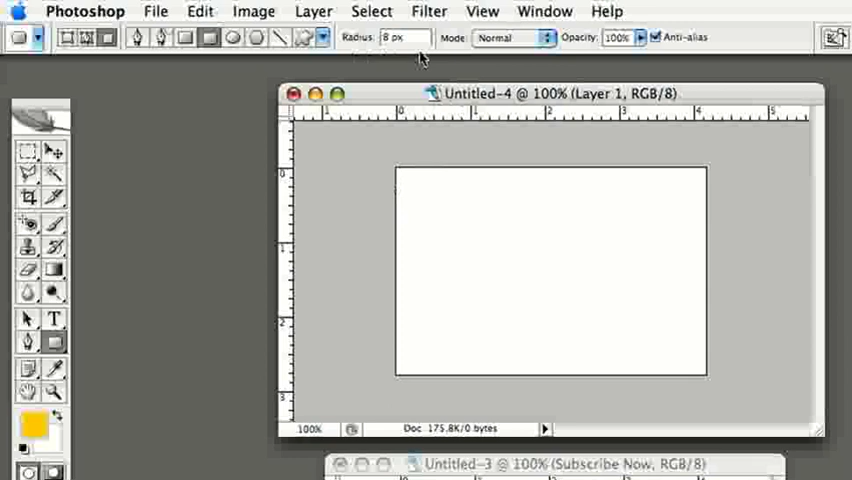 Photoshop File Edit Image Layer Select Filter View Window Help
Radius: 8 px Mode: Normal Opacity: 100% Anti-alias
Untitled-4 @ 100% (Layer 1, RGB/8)
1 0 1 2 3 4 5
0
1
2
3
T
100% Doc 175.8K/0 bytes
Untitled-3 @ 100% (Subscribe Now, RGB/8)